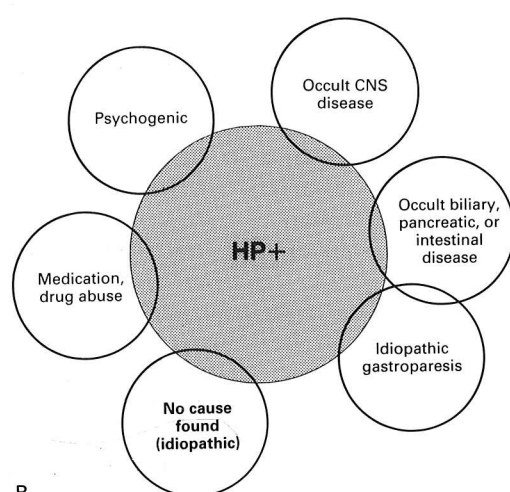 Occult CNS
disease
Psychogenic
Occult biliary,
pancreatic, or
intestinal
disease
HP+
Medication,
drug abuse
Idiopathic
gastroparesis
No cause
found
(idiopathic)
B